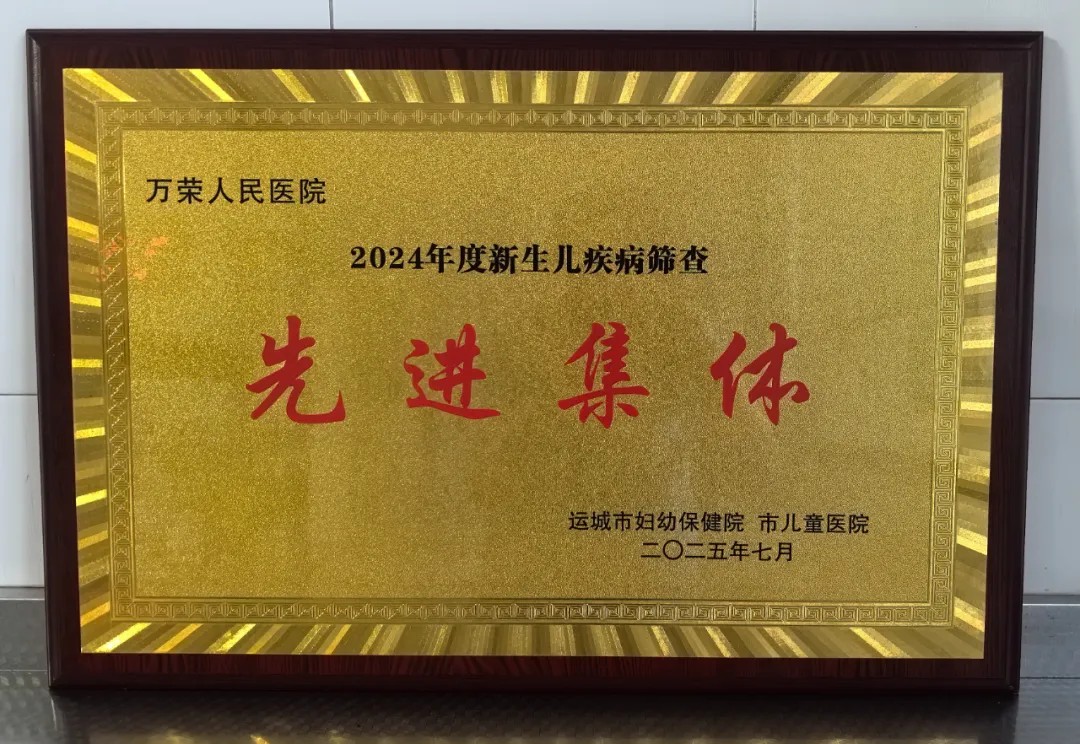 万荣人民医院
2024年度新生儿疾病筛查
先进集体
运城市妇幼保健院 市儿童医院
二〇二五年七月